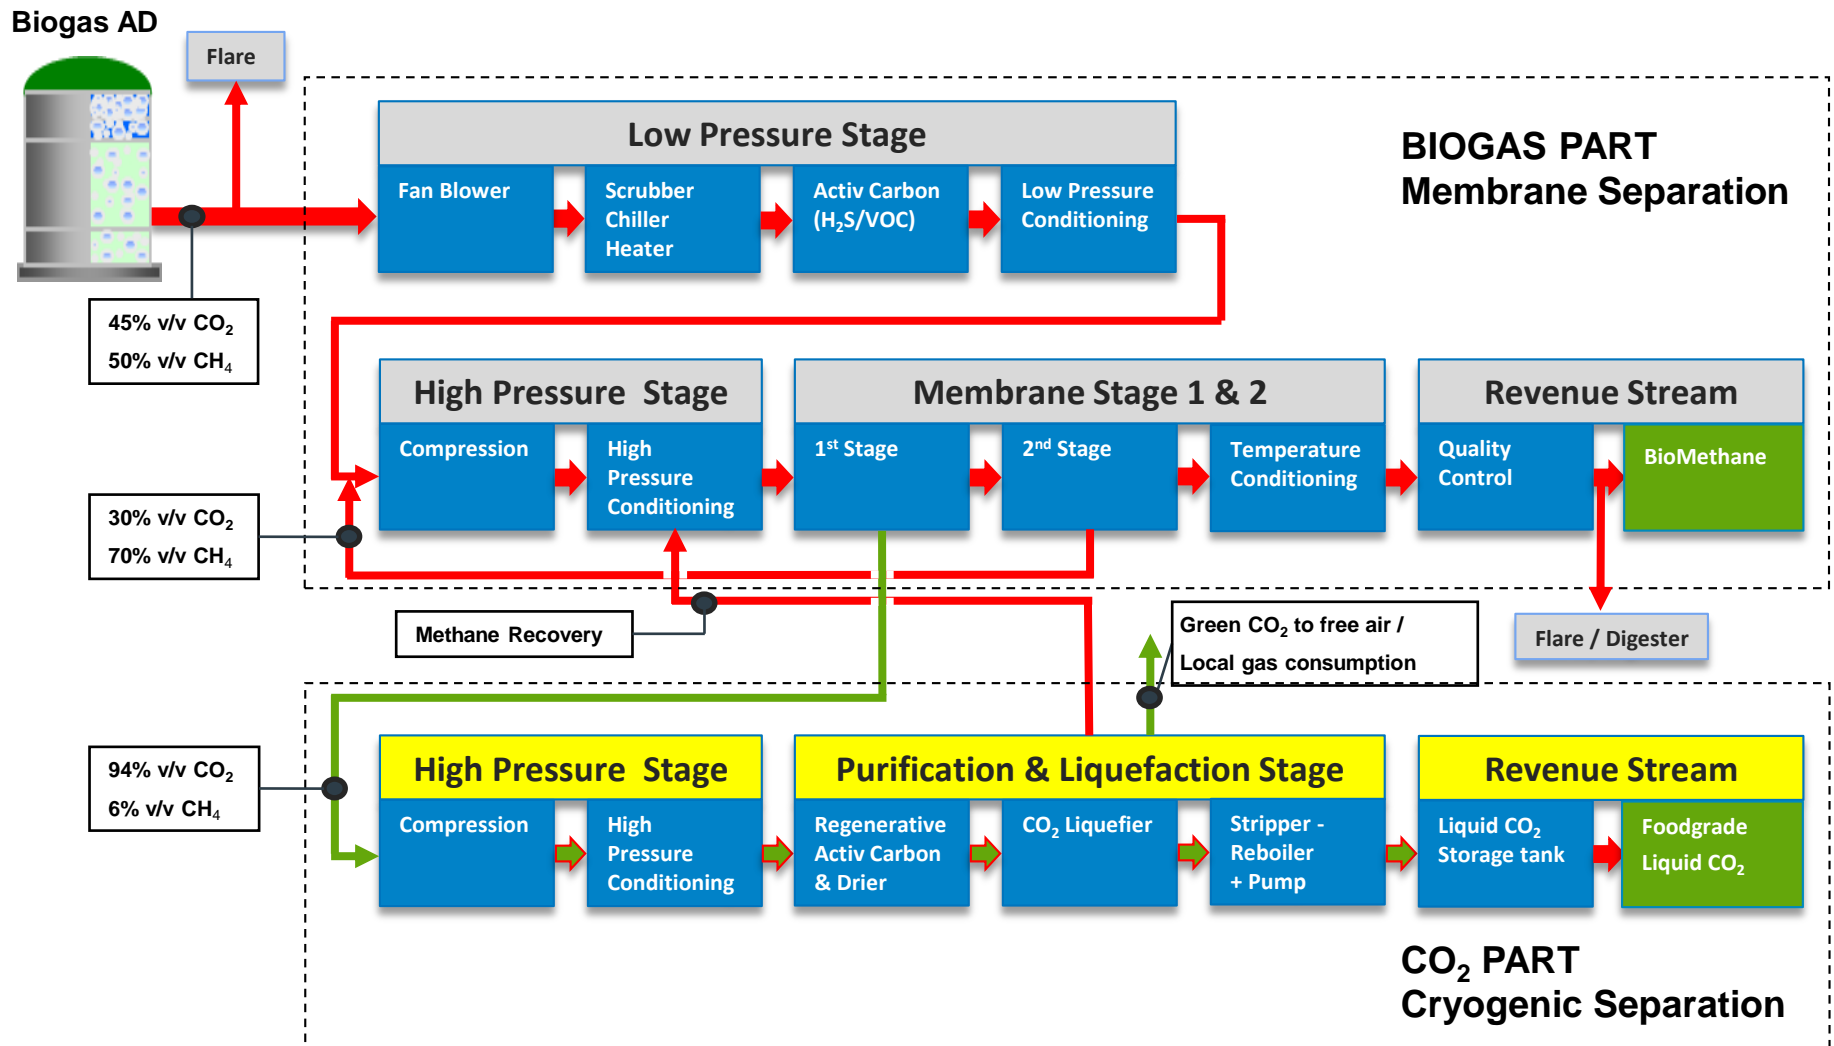 Biogas AD
Flare
Low Pressure Stage
Fan Blower
Scrubber
Chiller
Heater
Activ Carbon
(H₂S/VOC)
Low Pressure
Conditioning
BIOGAS PART
Membrane Separation
45% v/v CO₂
50% v/v CH₄
High Pressure  Stage
Compression
High
Pressure
Conditioning
Membrane Stage 1 & 2
1st Stage
2nd Stage
Temperature
Conditioning
Revenue Stream
Quality
Control
BioMethane
30% v/v CO₂
70% v/v CH₄
Methane Recovery
Green CO₂ to free air /
Local gas consumption
Flare / Digester
94% v/v CO₂
6% v/v CH₄
High Pressure  Stage
Compression
High
Pressure
Conditioning
Purification & Liquefaction Stage
Regenerative
Activ Carbon
& Drier
CO₂ Liquefier
Stripper -
Reboiler
+ Pump
Revenue Stream
Liquid CO₂
Storage tank
Foodgrade
Liquid CO₂
CO₂ PART
Cryogenic Separation